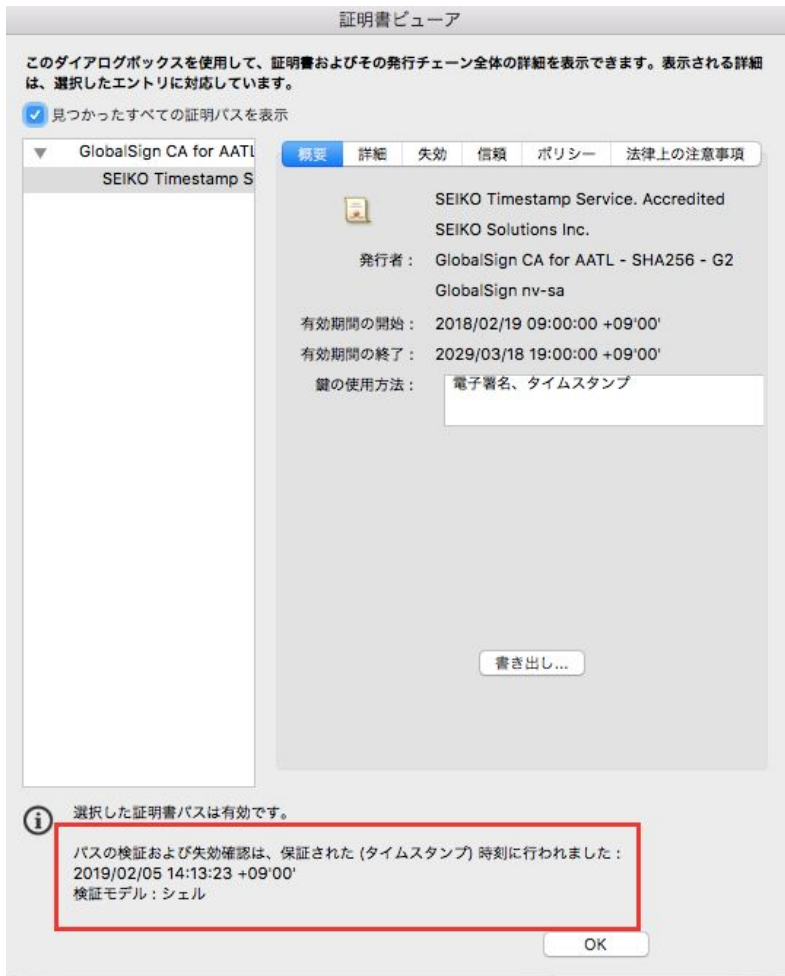 証明書ビューア
このダイアログボックスを使用して、証明書およびその発行チェーン全体の詳細を表示できます。表示される詳細
は、選択したエントリに対応しています。
見つかったすべての証明パスを表示
GlobalSign CA for AATL
SEIKO Timestamp S
概要 詳細 失効 信頼 ポリシー 法律上の注意事項
SEIKO Timestamp Service. Accredited
SEIKO Solutions Inc.
発行者： GlobalSign CA for AATL - SHA256 - G2
GlobalSign nv-sa
有効期間の開始： 2018/02/19 09:00:00 +09'00'
有効期間の終了： 2029/03/18 19:00:00 +09'00'
鍵の使用方法： 電子署名、タイムスタンプ
書き出し...
選択した証明書パスは有効です。
パスの検証および失効確認は、保証された (タイムスタンプ) 時刻に行われました：
2019/02/05 14:13:23 +09'00'
検証モデル：シェル
OK